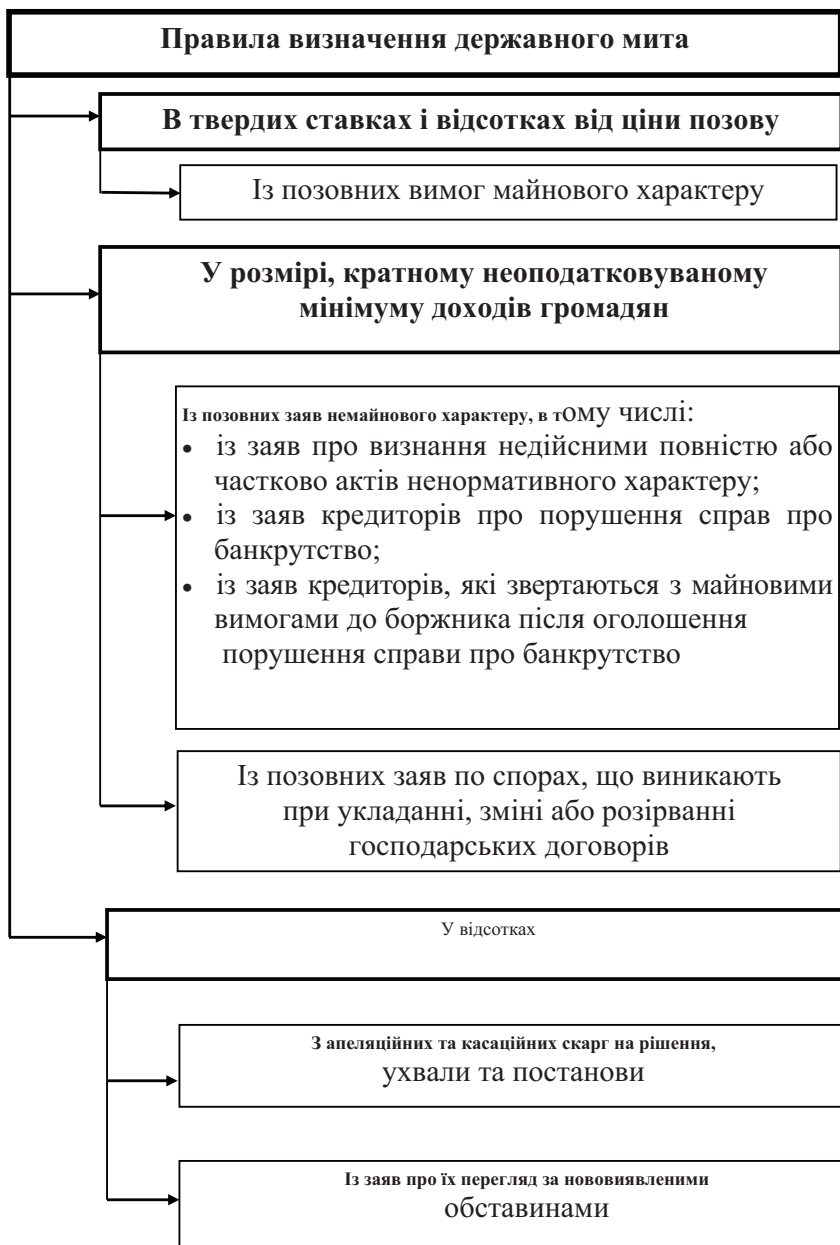 Правила визначення державного мита
В твердих ставках і відсотках від ціни позову
Із позовних вимог майнового характеру
У розмірі, кратному неоподатковуваному
мінімуму доходів громадян
Із позовних заяв немайнового характеру, в тому числі:
• із заяв про визнання недійсними повністю або
частково актів ненормативного характеру;
• із заяв кредиторів про порушення справ про
банкрутство;
• із заяв кредиторів, які звертаються з майновими
вимогами до боржника після оголошення
порушення справи про банкрутство
Із позовних заяв по спорах, що виникають
при укладанні, зміні або розірванні
господарських договорів
У відсотках
З апеляційних та касаційних скарг на рішення,
ухвали та постанови
Із заяв про їх перегляд за нововиявленими
обставинами